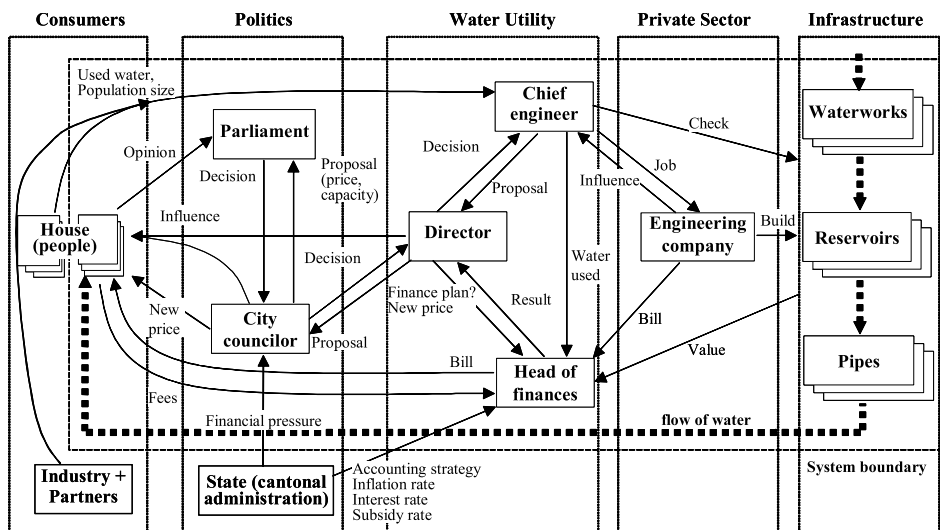 Consumers
Politics
Water Utility
Private Sector
Infrastructure
Used water,
Population size
Chief
engineer
Waterworks
Parliament
Check
Opinion
Decision
Proposal
(price,
capacity)
Decision
Proposal
Job
Influence
House
(people)
Influence
Director
Engineering
company
Build
Reservoirs
Decision
Water
used
New
price
City
councilor
Proposal
Finance plan?
New price
Result
Bill
Value
Pipes
Bill
Head of
finances
Fees
Financial pressure
flow of water
Industry +
Partners
State (cantonal
administration)
Accounting strategy
Inflation rate
Interest rate
Subsidy rate
System boundary